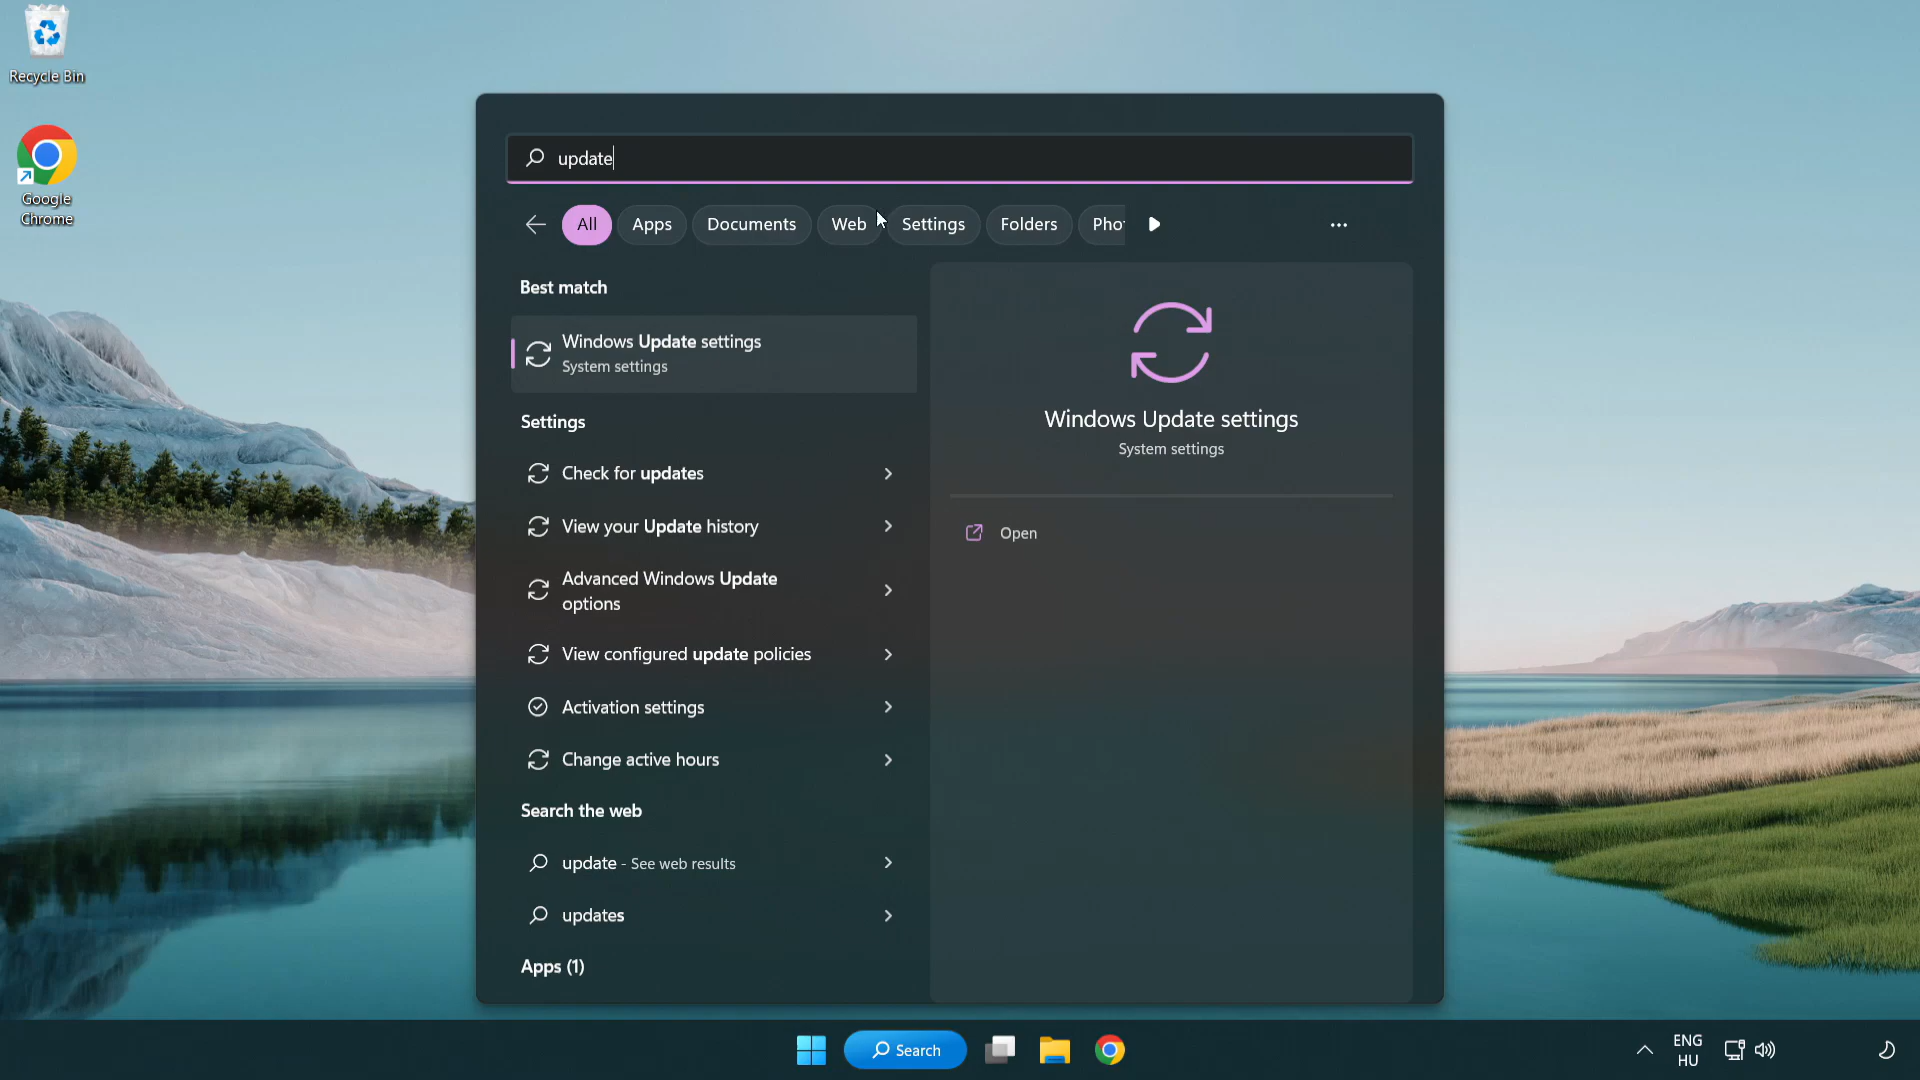 Recycle Bin
Google
Chrome
update
All
Apps
Documents
Web
Settings
Folders
Best match
Windows Update settings
System settings
Settings
Check for updates
View your Update history
Advanced Windows Update
options
View configured update policies
Activation settings
Change active hours
Search the web
update - See web results
updates
Apps (1)
Windows Update settings
System settings
Open
Search
ENG
HU